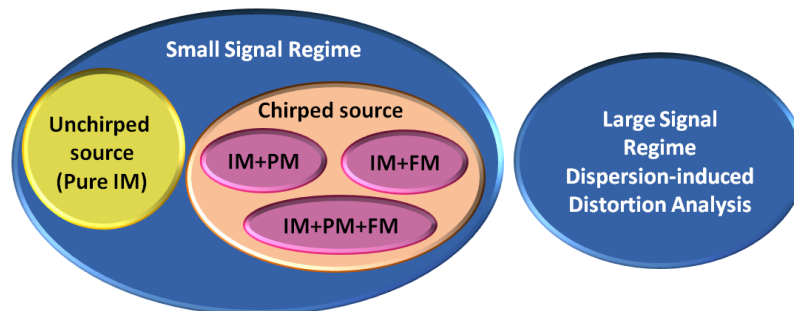 Small Signal Regime
Unchirped
source
(Pure IM)
Chirped source
IM+PM
IM+FM
IM+PM+FM
Large Signal
Regime
Dispersion-induced
Distortion Analysis